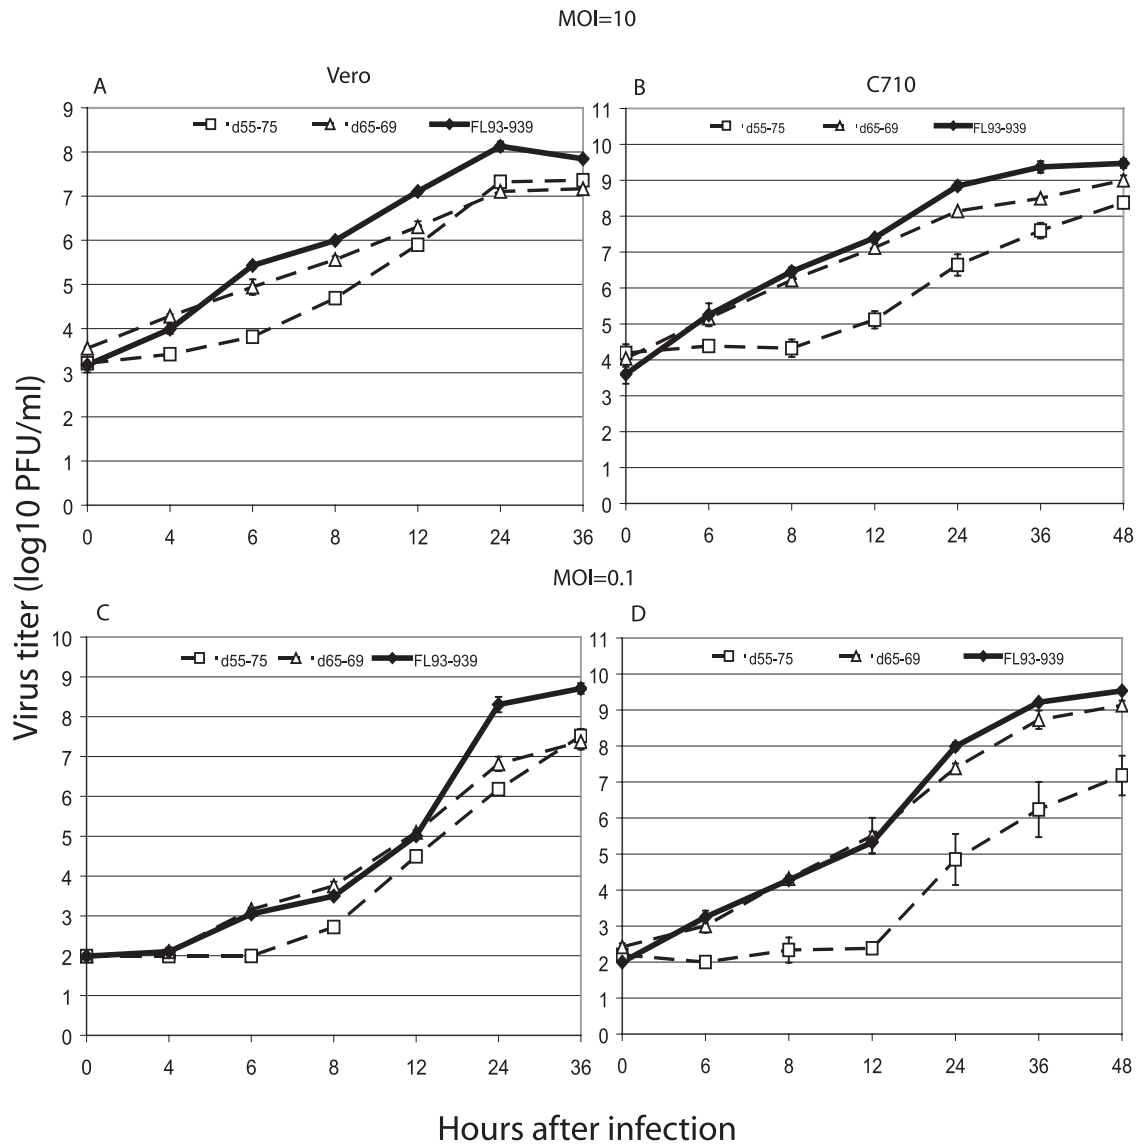 MOI=10
A
Vero
B
C710
d55-75
d65-69
FL93-939
d55-75
d65-69
FL93-939
9
8
7
6
5
4
3
2
1
0
11
10
9
8
7
6
5
4
3
2
1
0
0 4 6 8 12 24 36
0 6 8 12 24 36 48
Virus titer (log10 PFU/ml)
MOI=0.1
C
D
d55-75
d65-69
FL93-939
d55-75
d65-69
FL93-939
10
9
8
7
6
5
4
3
2
1
0
11
10
9
8
7
6
5
4
3
2
1
0
0 4 6 8 12 24 36
0 6 8 12 24 36 48
Hours after infection